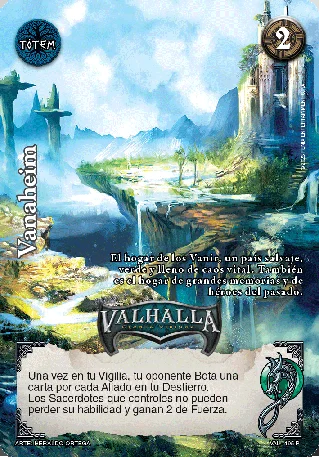 TÓTEM
2
Vanaheim
El hogar de los Vanir, un país salvaje,
verde y lleno de caos vital. También
es el hogar de grandes memorias y de
héroes del pasado.
VALHALLA
Una vez en tu Vigilia, tu oponente Bota una
carta por cada Aliado en tu Destierro.
Los Sacerdotes que controles no pueden
perder su habilidad y ganan 2 de Fuerza.
ORTEGA